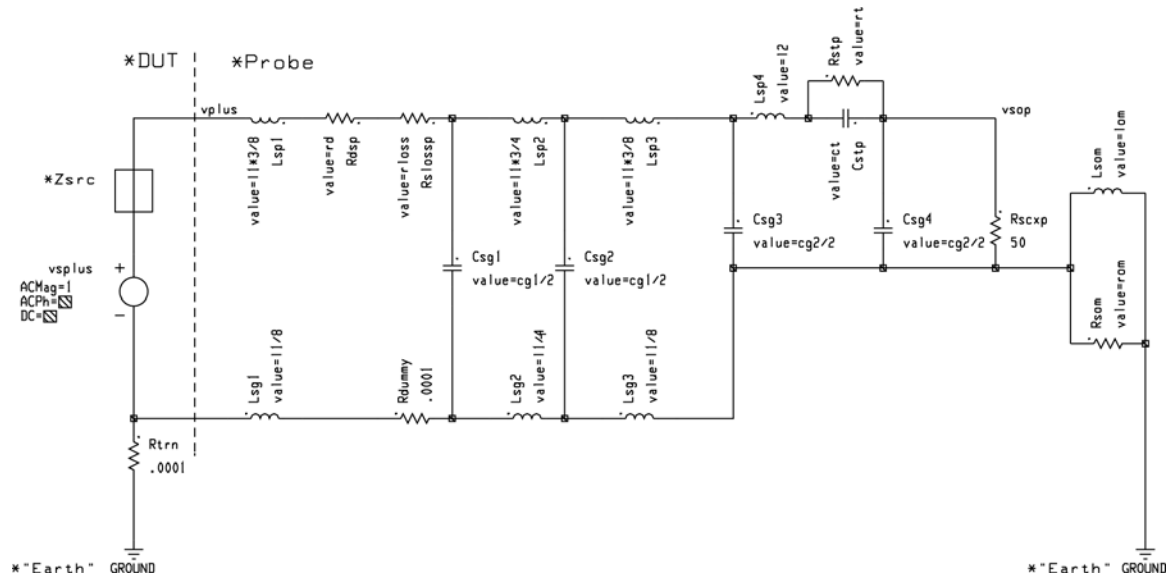 *DUT
*Probe
vplus
value=l1*3/8
Lsp1
value=rd
Rdsp
value=rloss
Rslossp
value=l1*3/4
Lsp2
value=l1*3/8
Lsp3
Lsp4
value=l2
Rstp
value=rt
value=ct
Cstp
vsop
Lsom
value=lom
*Zsrc
vsplus
+
ACMag=1
ACPh=
DC=
-
Csg1
value=cg1/2
Csg2
value=cg1/2
Csg3
value=cg2/2
Csg4
value=cg2/2
Rscxp
50
Rsom
value=rom
Lsg1
value=l1/8
Rdummy
.0001
Lsg2
value=l1/4
Lsg3
value=l1/8
Rtrn
.0001
*"Earth" GROUND
*"Earth" GROUND